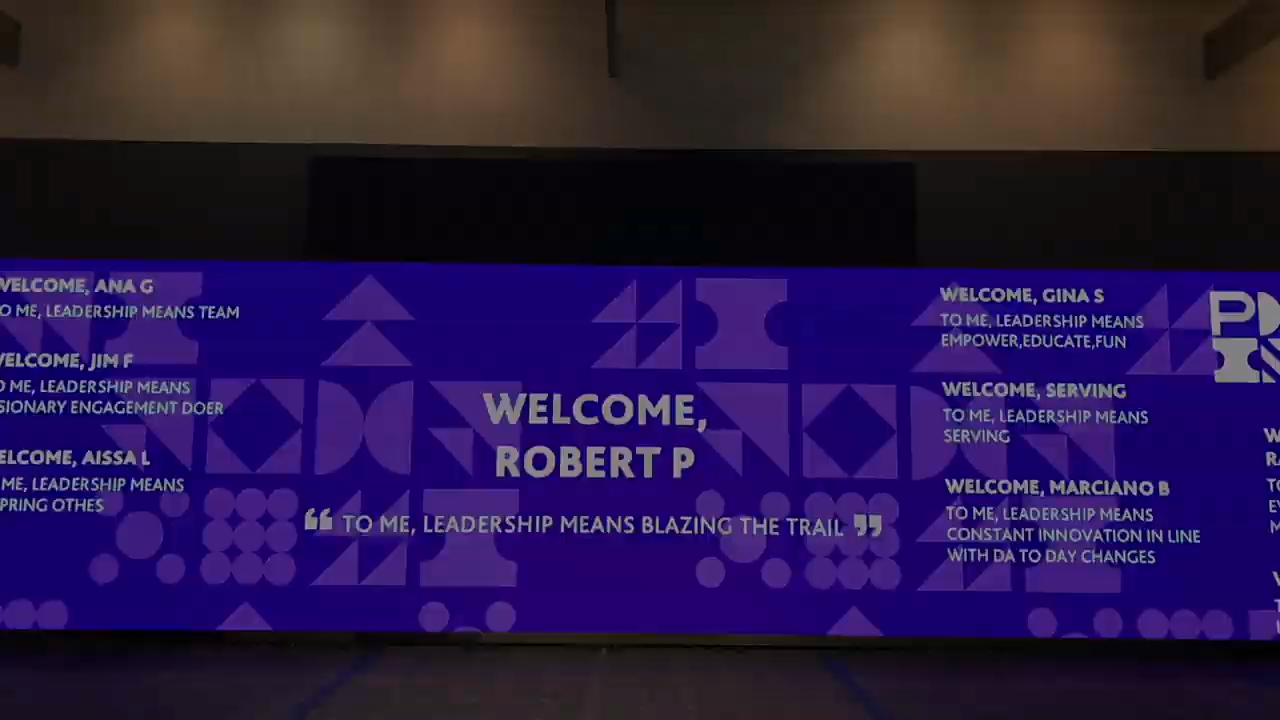 WELCOME, ANA G
TO ME, LEADERSHIP MEANS TEAM
WELCOME, JIM F
TO ME, LEADERSHIP MEANS
ENGAGEMENT DOER
WELCOME, AISSA L
ME, LEADERSHIP MEANS
OTHES
WELCOME,
ROBERT P
❝ TO ME, LEADERSHIP MEANS BLAZING THE TRAIL ❞
WELCOME, GINA S
TO ME, LEADERSHIP MEANS
EMPOWER,EDUCATE,FUN
WELCOME, SERVING
TO ME, LEADERSHIP MEANS
SERVING
WELCOME, MARCIANO B
TO ME, LEADERSHIP MEANS
CONSTANT INNOVATION IN LINE
WITH DA TO DAY CHANGES